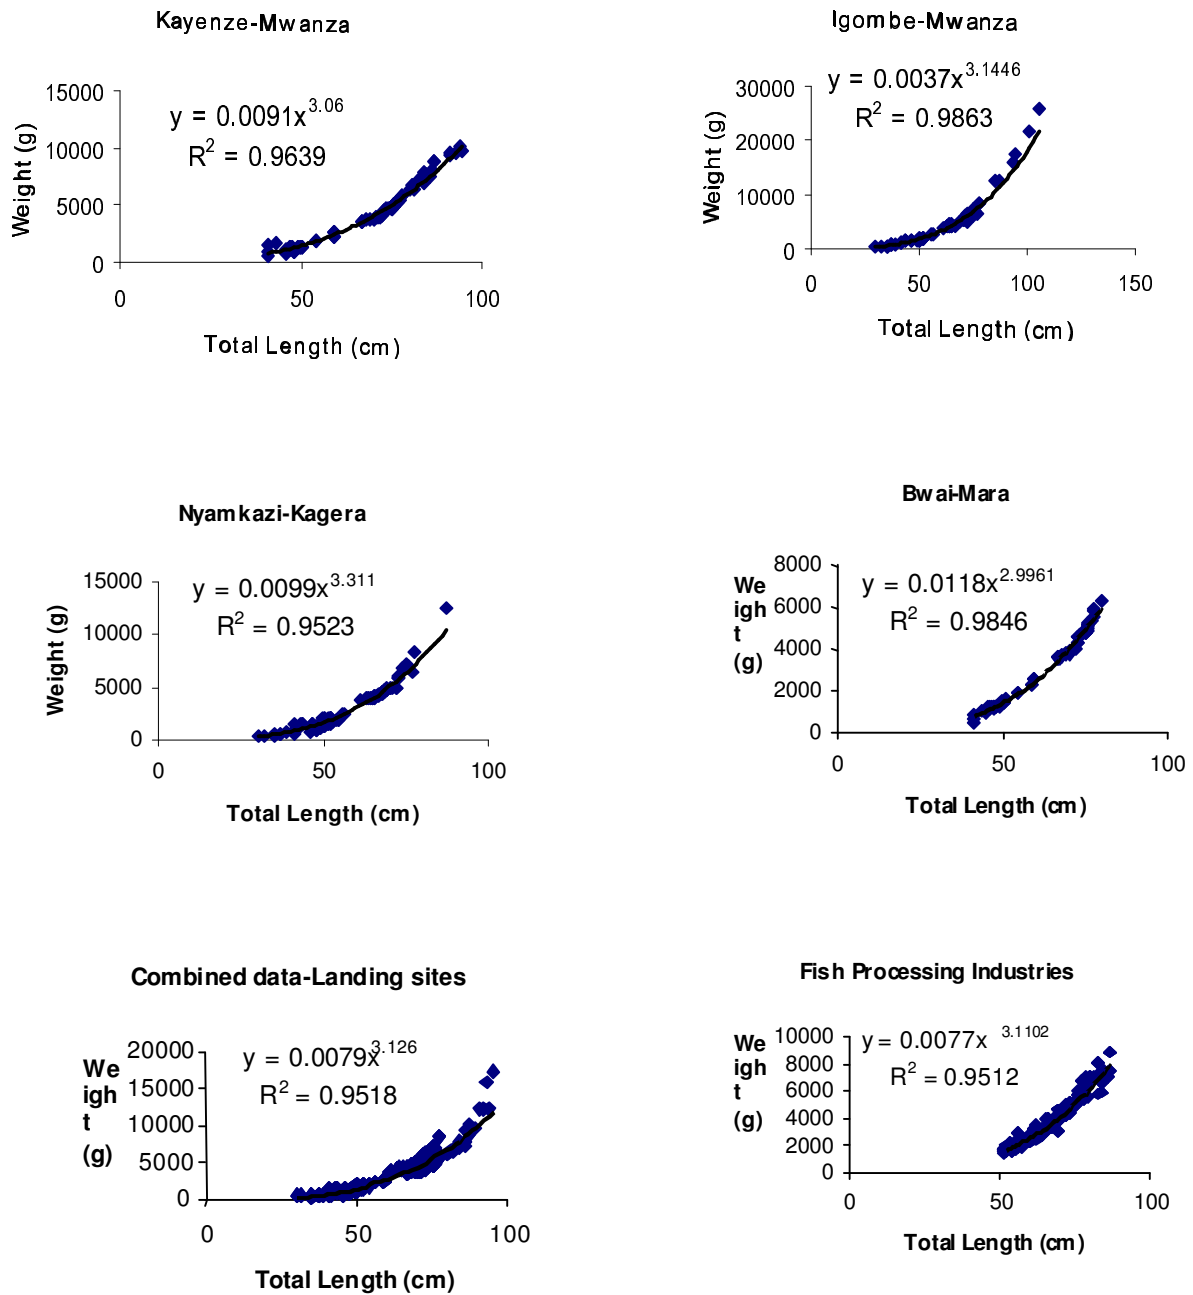 Kayenze-Mwanza
15000
10000
5000
0
y = 0.0091x^3.06
R² = 0.9639
Weight (g)
0 50 100
Total Length (cm)
Igombe-Mwanza
30000
20000
10000
0
y = 0.0037x^3.1446
R² = 0.9863
Weight (g)
0 50 100 150
Total Length (cm)
Nyamkazi-Kagera
15000
10000
5000
0
y = 0.0099x^3.311
R² = 0.9523
Weight (g)
0 50 100
Total Length (cm)
Bwai-Mara
8000
6000
4000
2000
0
y = 0.0118x^2.9961
R² = 0.9846
We
igh
t
(g)
0 50 100
Total Length (cm)
Combined data-Landing sites
20000
15000
10000
5000
0
y = 0.0079x^3.126
R² = 0.9518
We
igh
t
(g)
0 50 100
Total Length (cm)
Fish Processing Industries
10000
8000
6000
4000
2000
0
y = 0.0077x^3.1102
R² = 0.9512
We
igh
t
(g)
0 50 100
Total Length (cm)